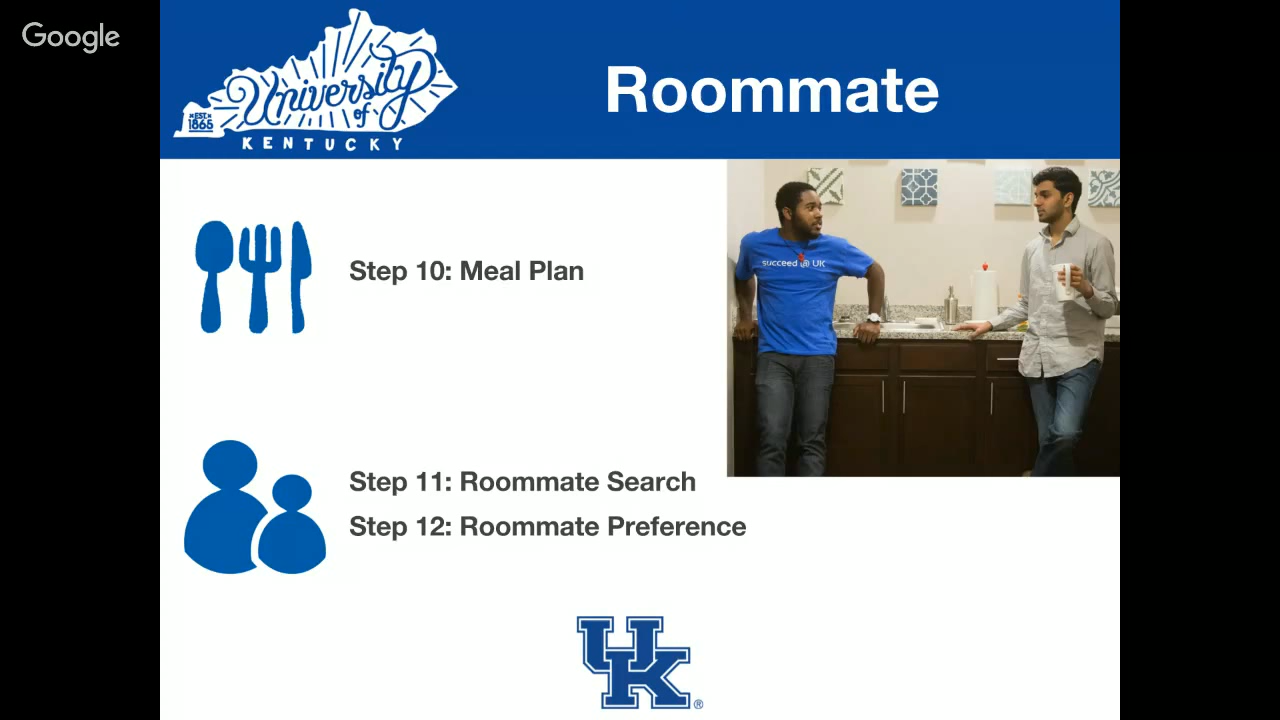 Google
University
of
KENTUCKY
EST.
1865
Roommate
succeed @ UK
Step 10: Meal Plan
Step 11: Roommate Search
Step 12: Roommate Preference
UK®